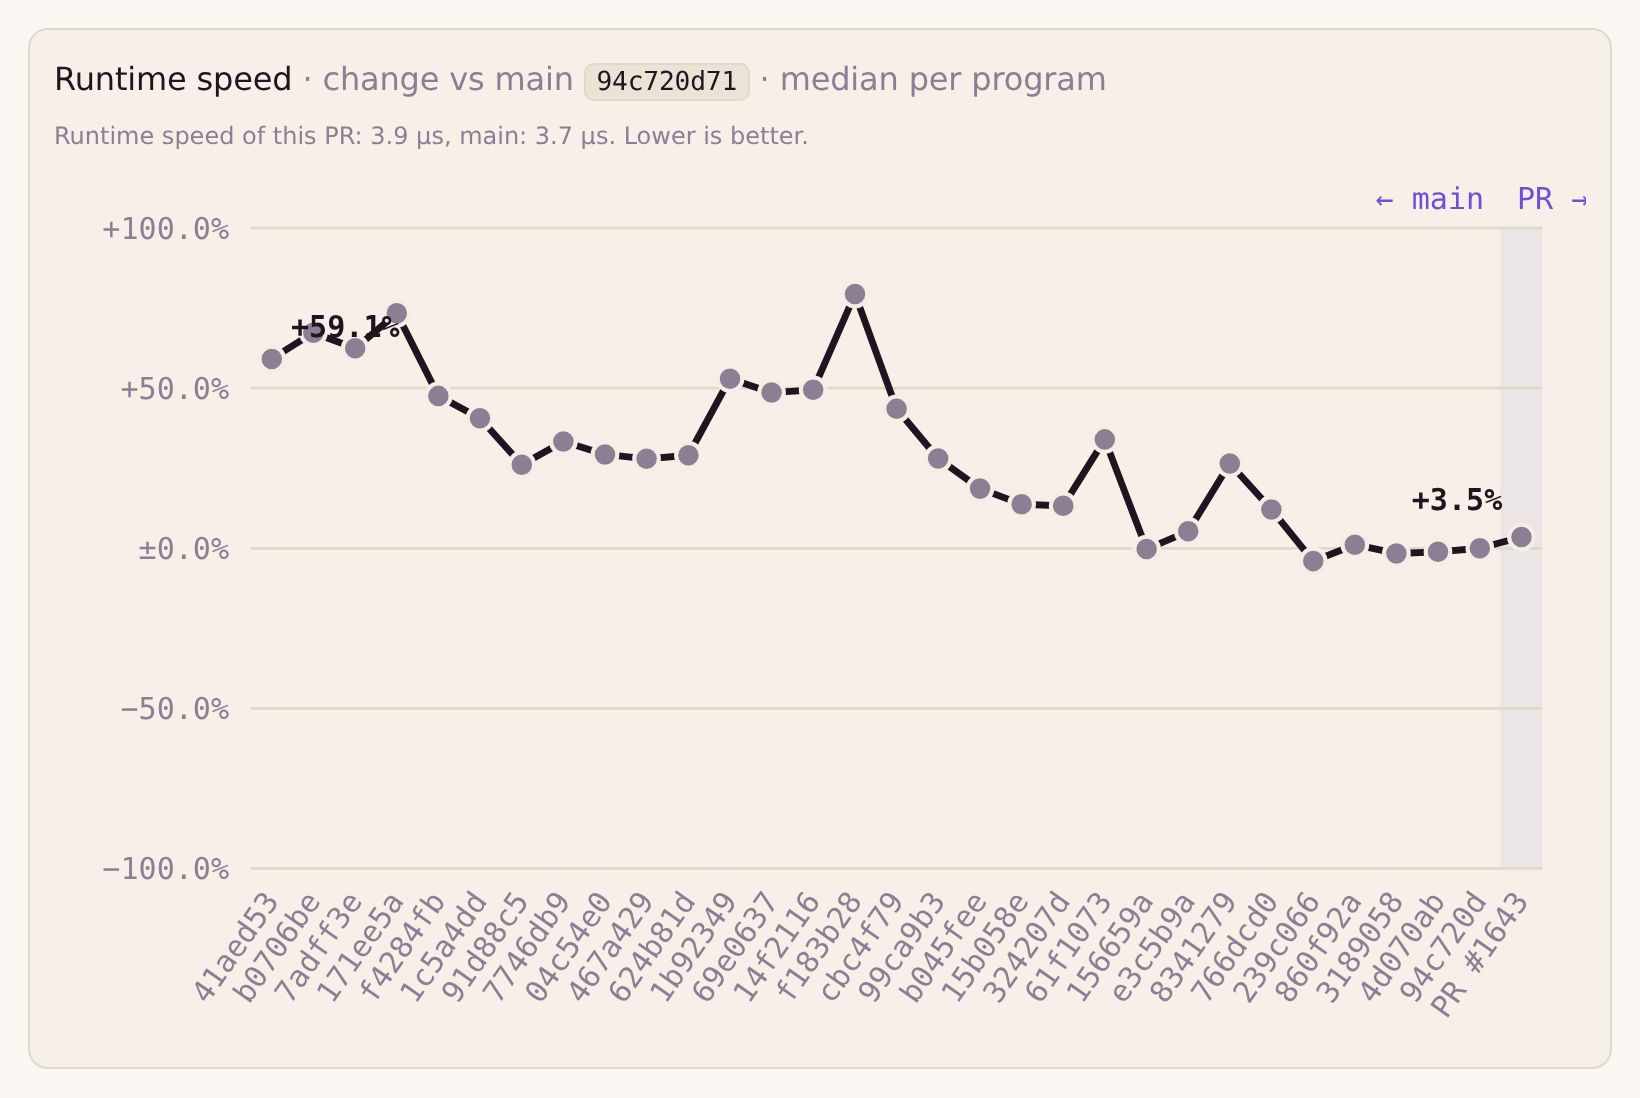 Runtime speed · change vs main 94c720d71 · median per program
Runtime speed of this PR: 3.9 µs, main: 3.7 µs. Lower is better.
← main PR →
+100.0%
+59.1%
+50.0%
+3.5%
±0.0%
−50.0%
−100.0%
41aed53
b0706be
7adff3e
171ee5a
f4284fb
1c5a4dd
91d88c5
7746db9
04c54e0
467a429
624b81d
1b92349
69e0637
14f2116
f183b28
cbc4f79
99ca9b3
b045fee
15b058e
324207d
61f1073
156659a
e3c5b9a
8341279
766dcd0
239c066
860f92a
3189058
4d070ab
94c720d
PR #1643